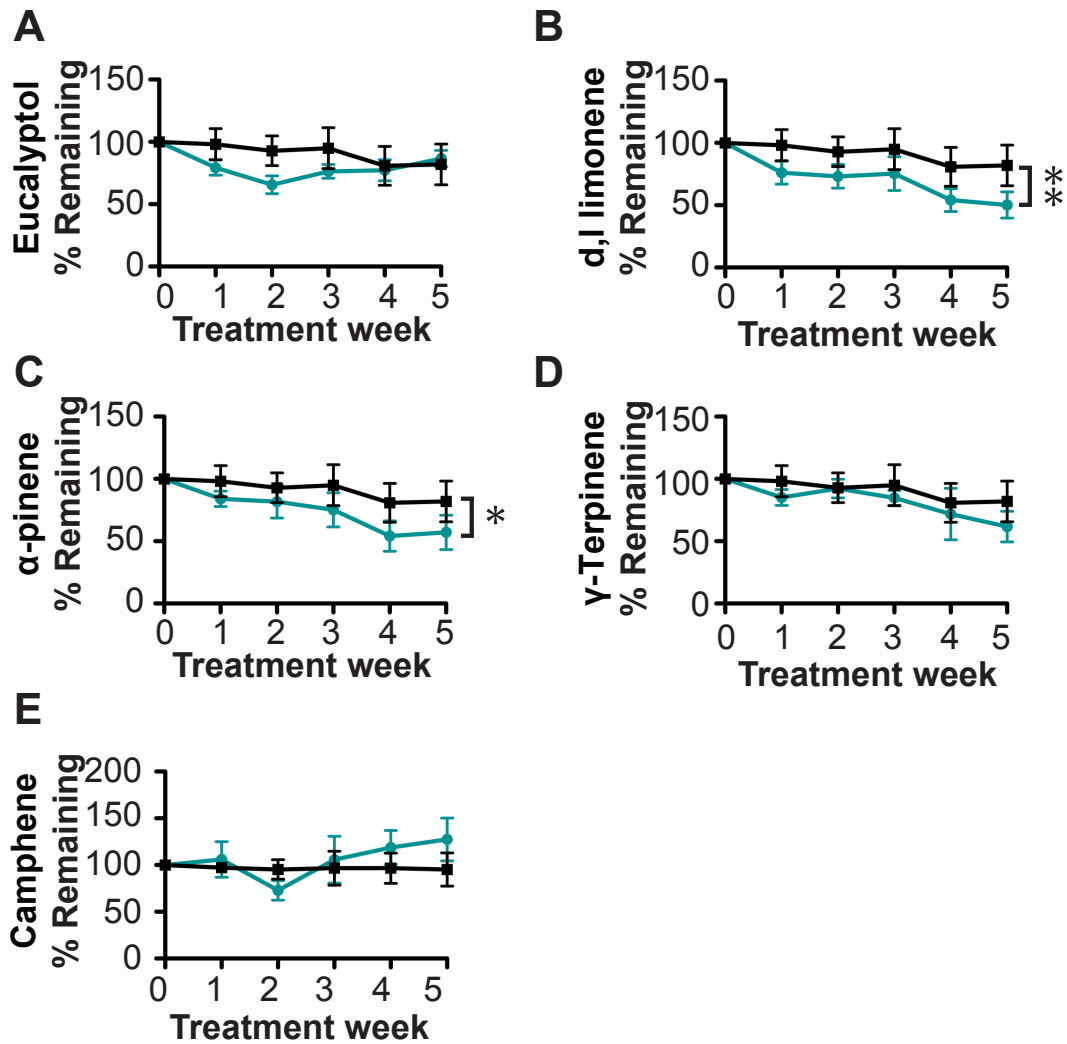 A
Eucalyptol
% Remaining
150
100
50
0
0 1 2 3 4 5
Treatment week
B
d,l limonene
% Remaining
150
100
50
0
0 1 2 3 4 5
Treatment week
**
C
α-pinene
% Remaining
150
100
50
0
0 1 2 3 4 5
Treatment week
*
D
γ-Terpinene
% Remaining
150
100
50
0
0 1 2 3 4 5
Treatment week
E
Camphene
% Remaining
200
150
100
50
0
0 1 2 3 4 5
Treatment week